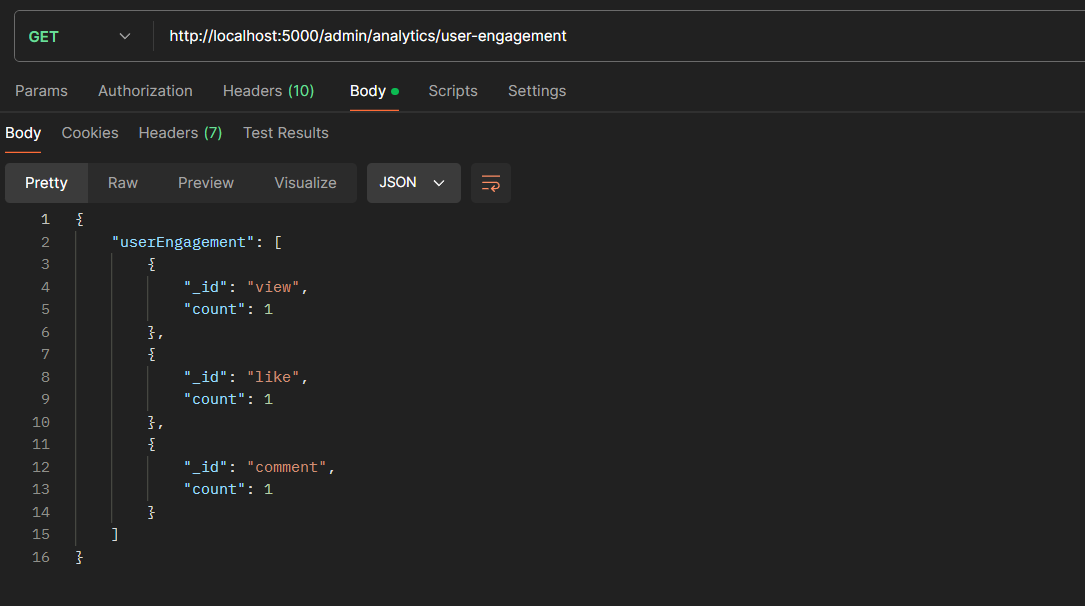 GET http://localhost:5000/admin/analytics/user-engagement
Params Authorization Headers (10) Body Scripts Settings
Body Cookies Headers (7) Test Results
Pretty Raw Preview Visualize JSON
1 {
2 "userEngagement": [
3 {
4 "_id": "view",
5 "count": 1
6 },
7 {
8 "_id": "like",
9 "count": 1
10 },
11 {
12 "_id": "comment",
13 "count": 1
14 }
15 ]
16 }